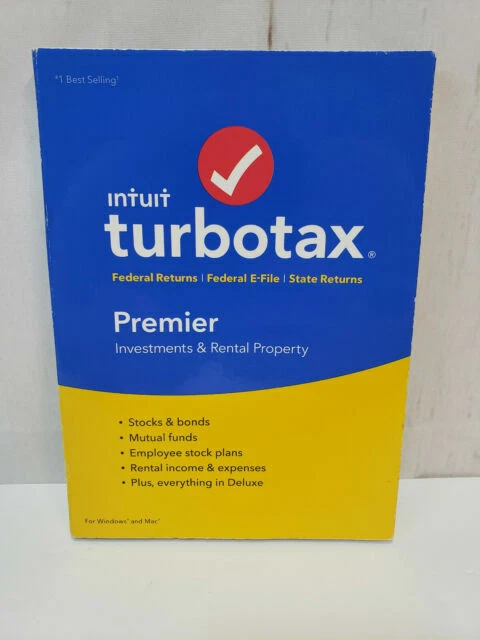 #1 Best Selling¹
intuit
turbotax®
Federal Returns | Federal E-File | State Returns
Premier
Investments & Rental Property
• Stocks & bonds
• Mutual funds
• Employee stock plans
• Rental income & expenses
• Plus, everything in Deluxe
For Windows® and Mac®